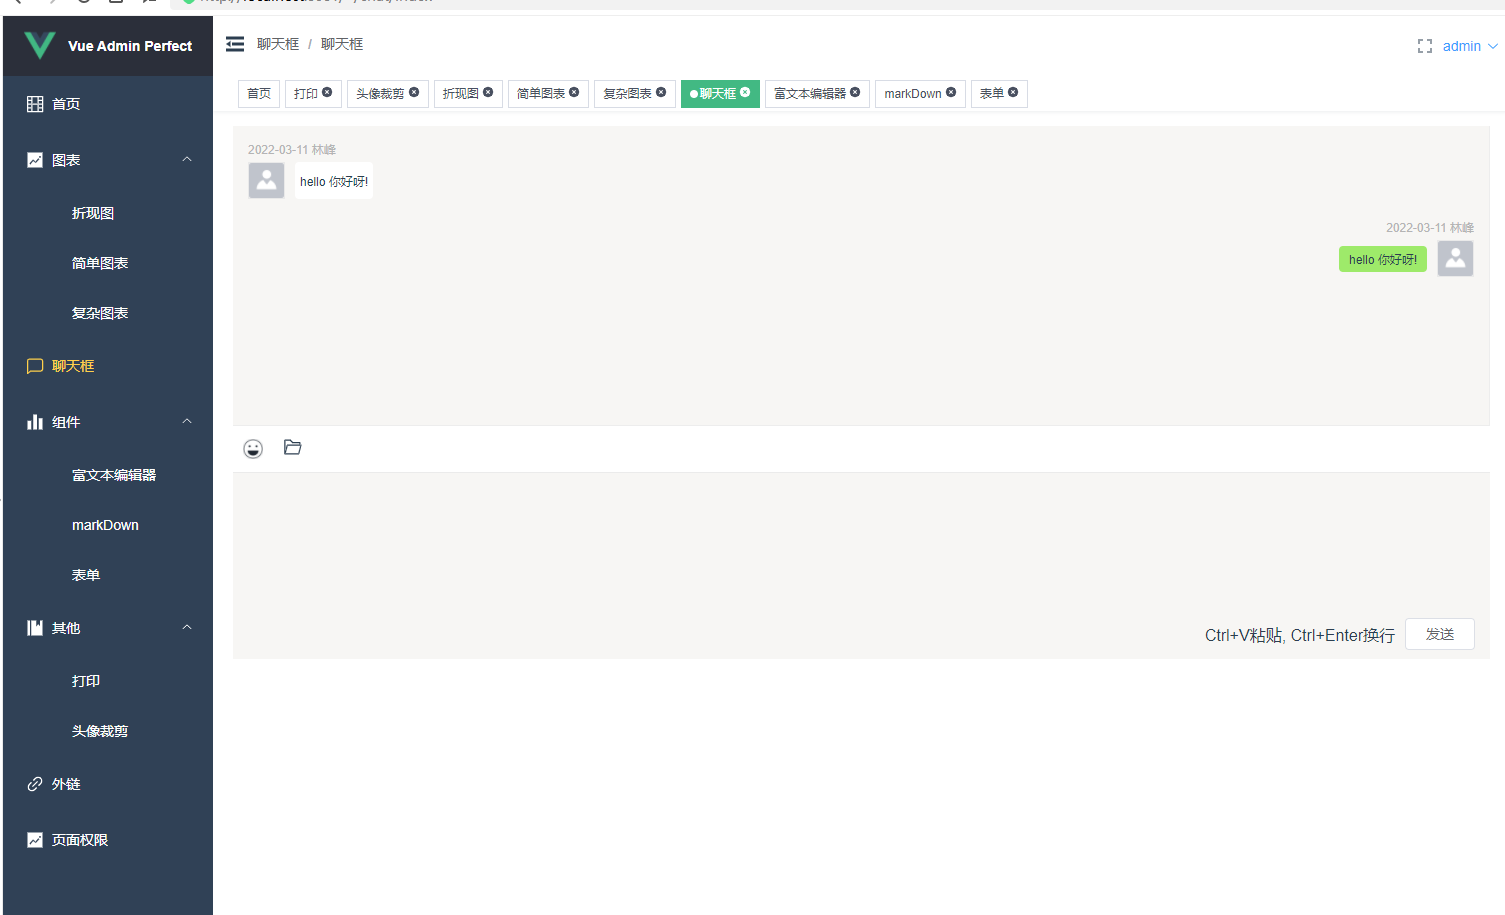 Vue Admin Perfect
首页
图表
折现图
简单图表
复杂图表
聊天框
组件
富文本编辑器
markDown
表单
其他
打印
头像裁剪
外链
页面权限
聊天框 / 聊天框
admin
首页 打印 头像裁剪 折现图 简单图表 复杂图表 聊天框 富文本编辑器 markDown 表单
2022-03-11 林峰
hello 你好呀!
2022-03-11 林峰
hello 你好呀!
Ctrl+V粘贴, Ctrl+Enter换行 发送